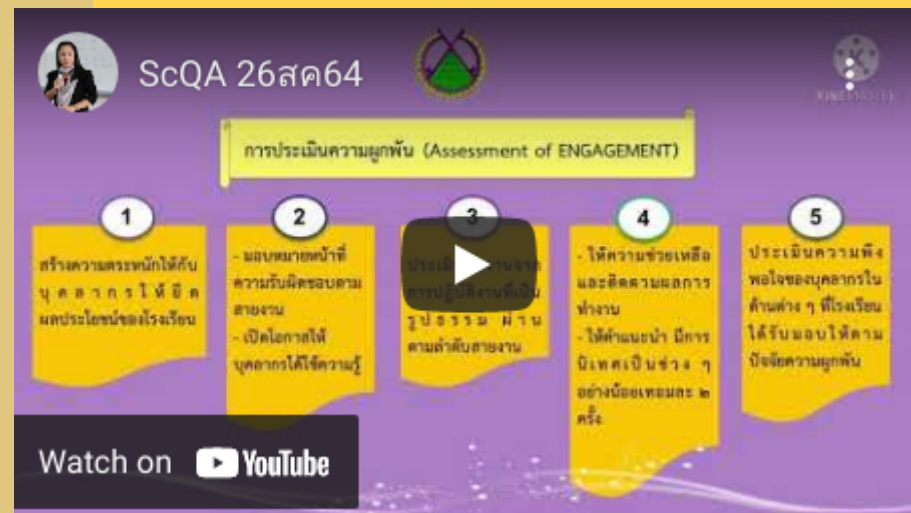 ScQA 26สค64
การประเมินความผูกพัน (Assessment of ENGAGEMENT)
1
สร้างความตระหนักให้กับ
บุคลากรให้ยึด
ผลประโยชน์ของโรงเรียน
2
- มอบหมายหน้าที่
ความรับผิดชอบตาม
สายงาน
- เปิดโอกาสให้
บุคลากรได้ใช้ความรู้
3
การปฏิบัติงานที่เป็น
รูปธรรม ผ่าน
ตามลำดับสายงาน
4
- ให้ความช่วยเหลือ
และติดตามผลการ
ทำงาน
- ให้คำแนะนำ มีการ
นิเทศเป็นช่วง ๆ
อย่างน้อยเทอมละ ๒
ครั้ง
5
ประเมินความพึง
พอใจของบุคลากรใน
ด้านต่าง ๆ ที่โรงเรียน
ได้รับมอบให้ตาม
ปัจจัยความผูกพัน
Watch on YouTube